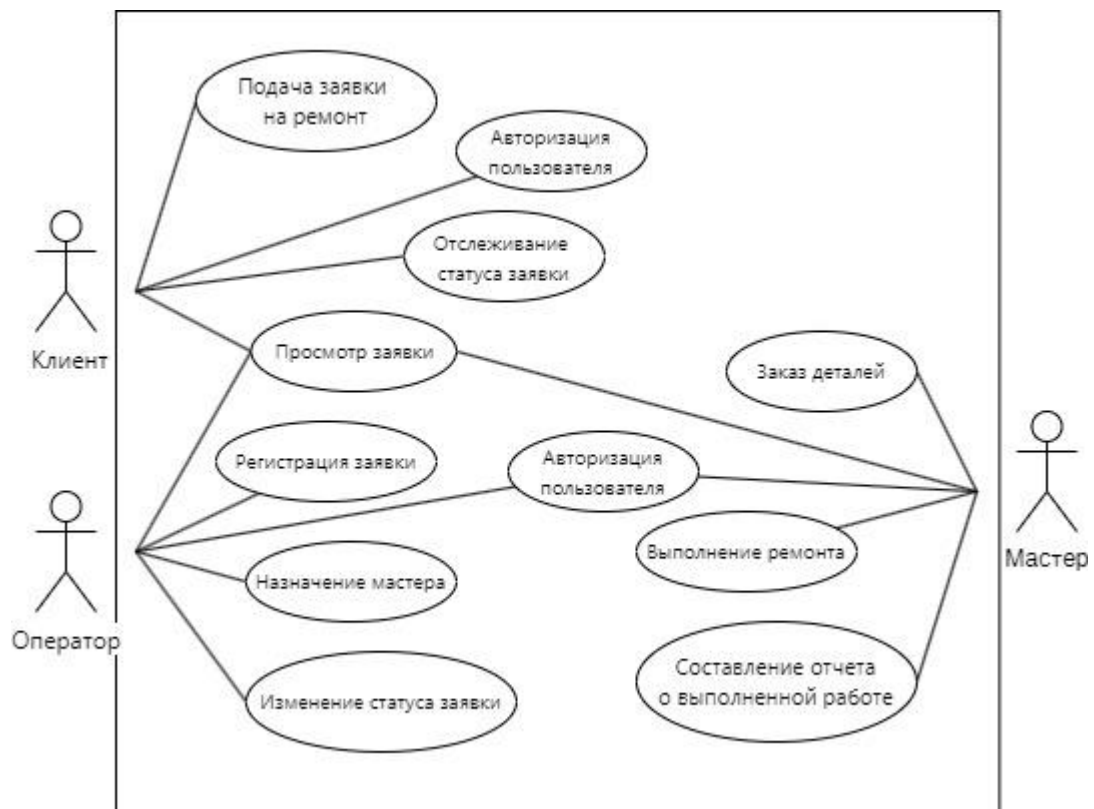 Подача заявки
на ремонт
Авторизация
пользователя
Отслеживание
статуса заявки
Клиент
Просмотр заявки
Заказ деталей
Регистрация заявки
Авторизация
пользователя
Выполнение ремонта
Мастер
Назначение мастера
Оператор
Составление отчета
о выполненной работе
Изменение статуса заявки